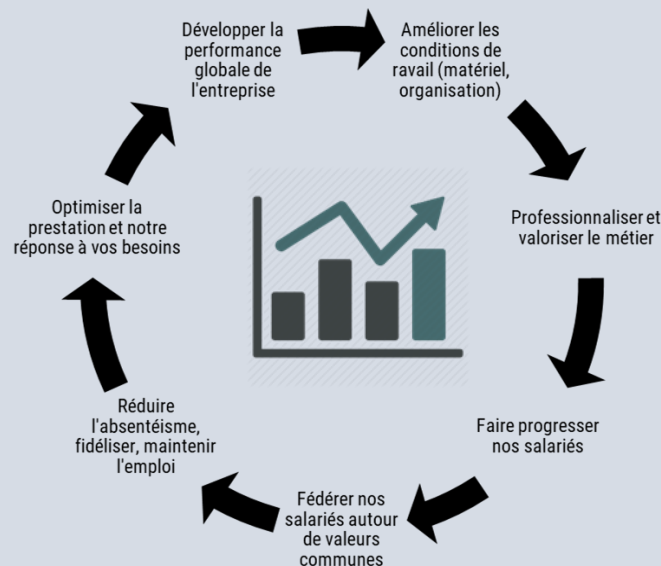 Développer la
performance
globale de
l'entreprise
Améliorer les
conditions de
ravail (matériel,
organisation)
Professionnaliser et
valoriser le métier
Faire progresser
nos salariés
Fédérer nos
salariés autour
de valeurs
communes
Réduire
l'absentéisme,
fidéliser, maintenir
l'emploi
Optimiser la
prestation et notre
réponse à vos besoins